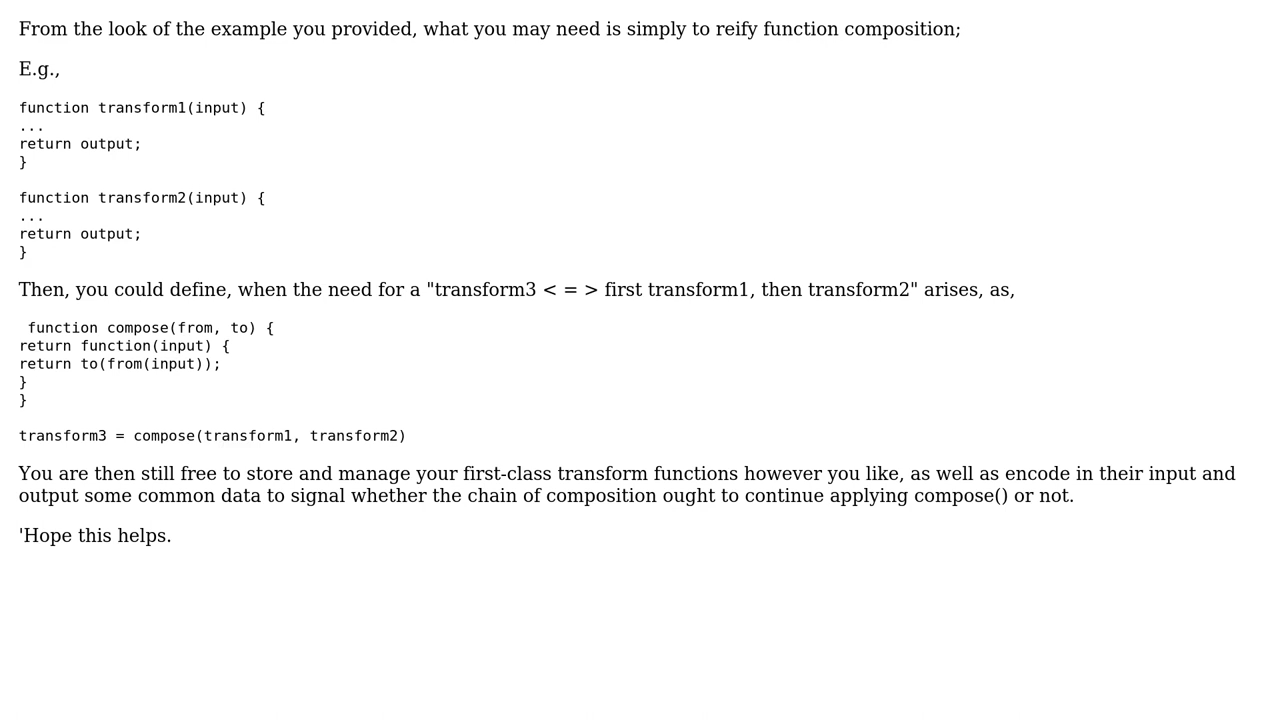 From the look of the example you provided, what you may need is simply to reify function composition;
E.g.,
function transform1(input) {
...
return output;
}
function transform2(input) {
...
return output;
}
Then, you could define, when the need for a "transform3 < = > first transform1, then transform2" arises, as,
function compose(from, to) {
return function(input) {
return to(from(input));
}
}
transform3 = compose(transform1, transform2)
You are then still free to store and manage your first-class transform functions however you like, as well as encode in their input and
output some common data to signal whether the chain of composition ought to continue applying compose() or not.
'Hope this helps.